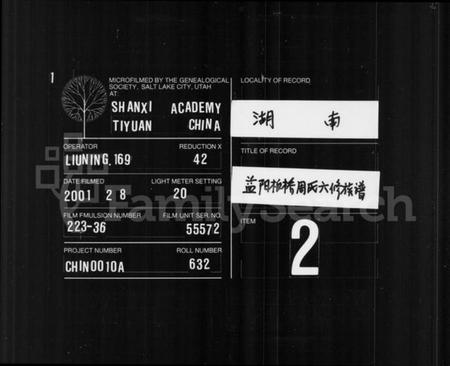 1
MICROFILMED BY THE GENEALOGICAL
SOCIETY, SALT LAKE CITY, UTAH
AT
SHANXI ACADEMY
TIYUAN CHINA
OPERATOR REDUCTION X
LIUNING.169 42
DATE FILMED LIGHT METER SETTING
2001 2 8 20
FILM EMULSION NUMBER FILM UNIT SER. NO.
223-36 55572
PROJECT NUMBER ROLL NUMBER
CHINOO10A 632
LOCALITY OF RECORD
湖 南
TITLE OF RECORD
益阳桓桥周氏六修族谱
ITEM
2
FamilySearch